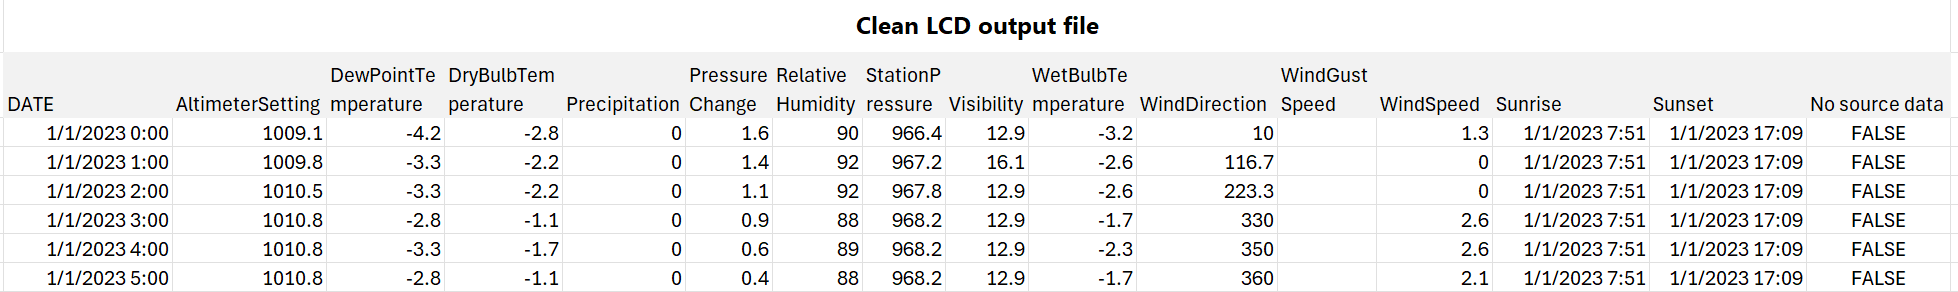 Clean LCD output file
DATE AltimeterSetting DewPointTe mperature DryBulbTem perature Precipitation Pressure Change Relative Humidity StationP ressure Visibility WetBulbTe mperature WindDirection WindGust Speed WindSpeed Sunrise Sunset No source data
1/1/2023 0:00 1009.1 -4.2 -2.8 0 1.6 90 966.4 12.9 -3.2 10 1.3 1/1/2023 7:51 1/1/2023 17:09 FALSE
1/1/2023 1:00 1009.8 -3.3 -2.2 0 1.4 92 967.2 16.1 -2.6 116.7 0 1/1/2023 7:51 1/1/2023 17:09 FALSE
1/1/2023 2:00 1010.5 -3.3 -2.2 0 1.1 92 967.8 12.9 -2.6 223.3 0 1/1/2023 7:51 1/1/2023 17:09 FALSE
1/1/2023 3:00 1010.8 -2.8 -1.1 0 0.9 88 968.2 12.9 -1.7 330 2.6 1/1/2023 7:51 1/1/2023 17:09 FALSE
1/1/2023 4:00 1010.8 -3.3 -1.7 0 0.6 89 968.2 12.9 -2.3 350 2.6 1/1/2023 7:51 1/1/2023 17:09 FALSE
1/1/2023 5:00 1010.8 -2.8 -1.1 0 0.4 88 968.2 12.9 -1.7 360 2.1 1/1/2023 7:51 1/1/2023 17:09 FALSE